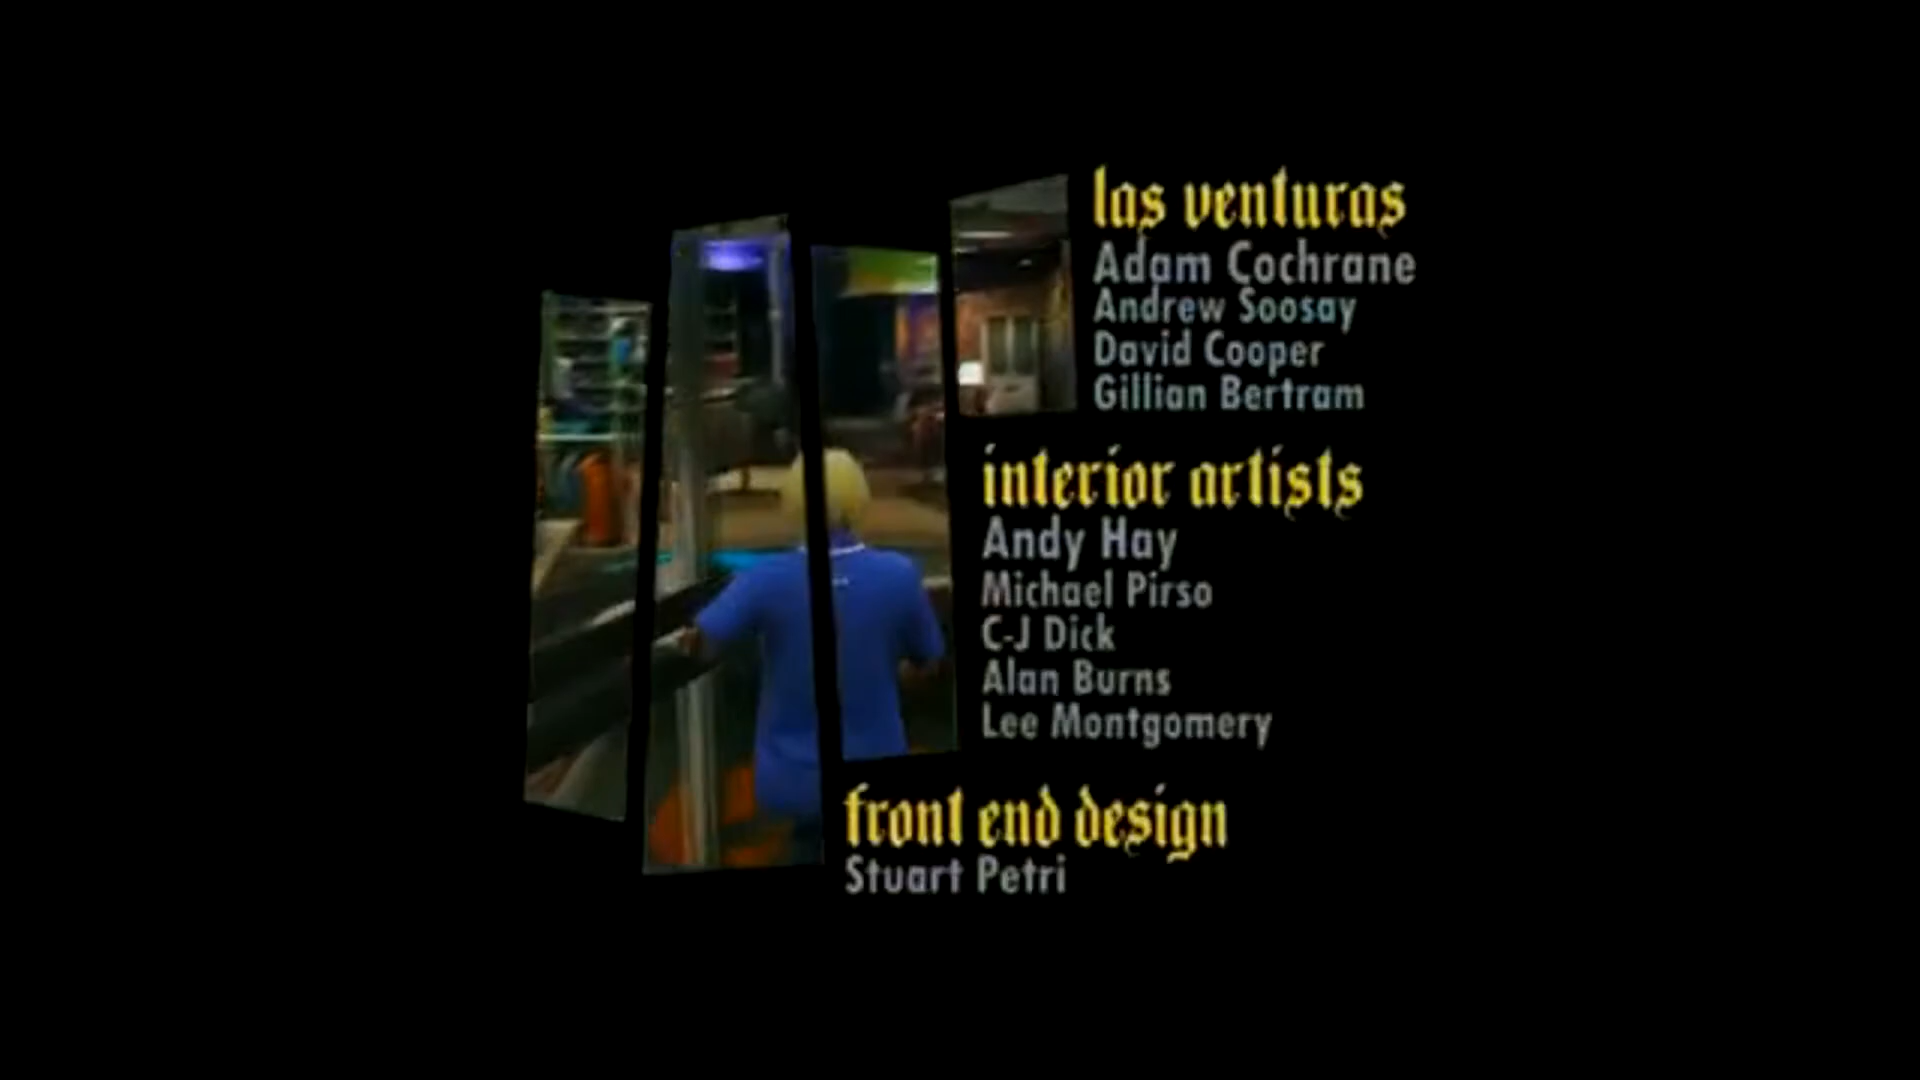 las venturas
Adam Cochrane
Andrew Soosay
David Cooper
Gillian Bertram
interior artists
Andy Hay
Michael Pirso
C-J Dick
Alan Burns
Lee Montgomery
front end design
Stuart Petri